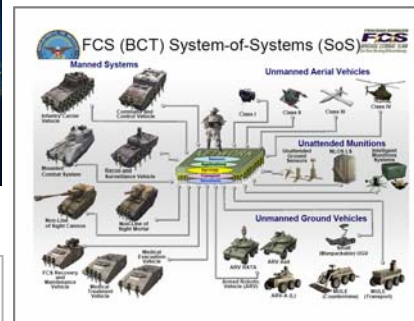 FCS (BCT) System-of-Systems (SoS)
FCS
Manned Systems
Unmanned Aerial Vehicles
Infantry Carrier
Vehicle
Command and
Control Vehicle
Class I
Class II
Class III
Class IV
Unattended Munitions
Mounted
Combat System
Recon and
Surveillance Vehicle
Unattended
Ground
Sensors
NLOS LS
Intelligent
Munitions
Systems
Non-Line
of Sight Cannon
Non-Line of
Sight Mortar
Unmanned Ground Vehicles
Small
(Manpackable) UGV
FCS Recovery
and
Maintenance
Vehicle
Medical
Treatment
Vehicle
Medical
Evacuation
Vehicle
ARV RSTA
ARV Aslt
Armed Robotic
Vehicle (ARV)
ARV-A (L)
MULE
(Countermine)
MULE
(Transport)